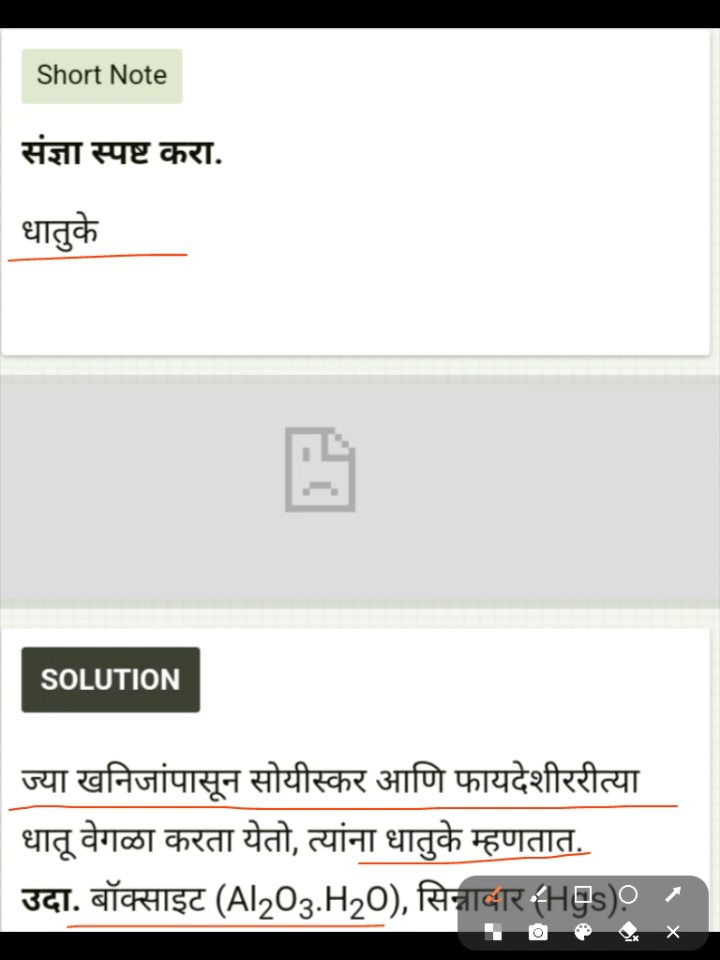 Short Note
संज्ञा स्पष्ट करा.
धातुके
SOLUTION
ज्या खनिजांपासून सोयीस्कर आणि फायदेशीररीत्या
धातू वेगळा करता येतो, त्यांना धातुके म्हणतात.
उदा. बॉक्साइट (Al₂O₃.H₂O), सिन्नाबार (Hgs).